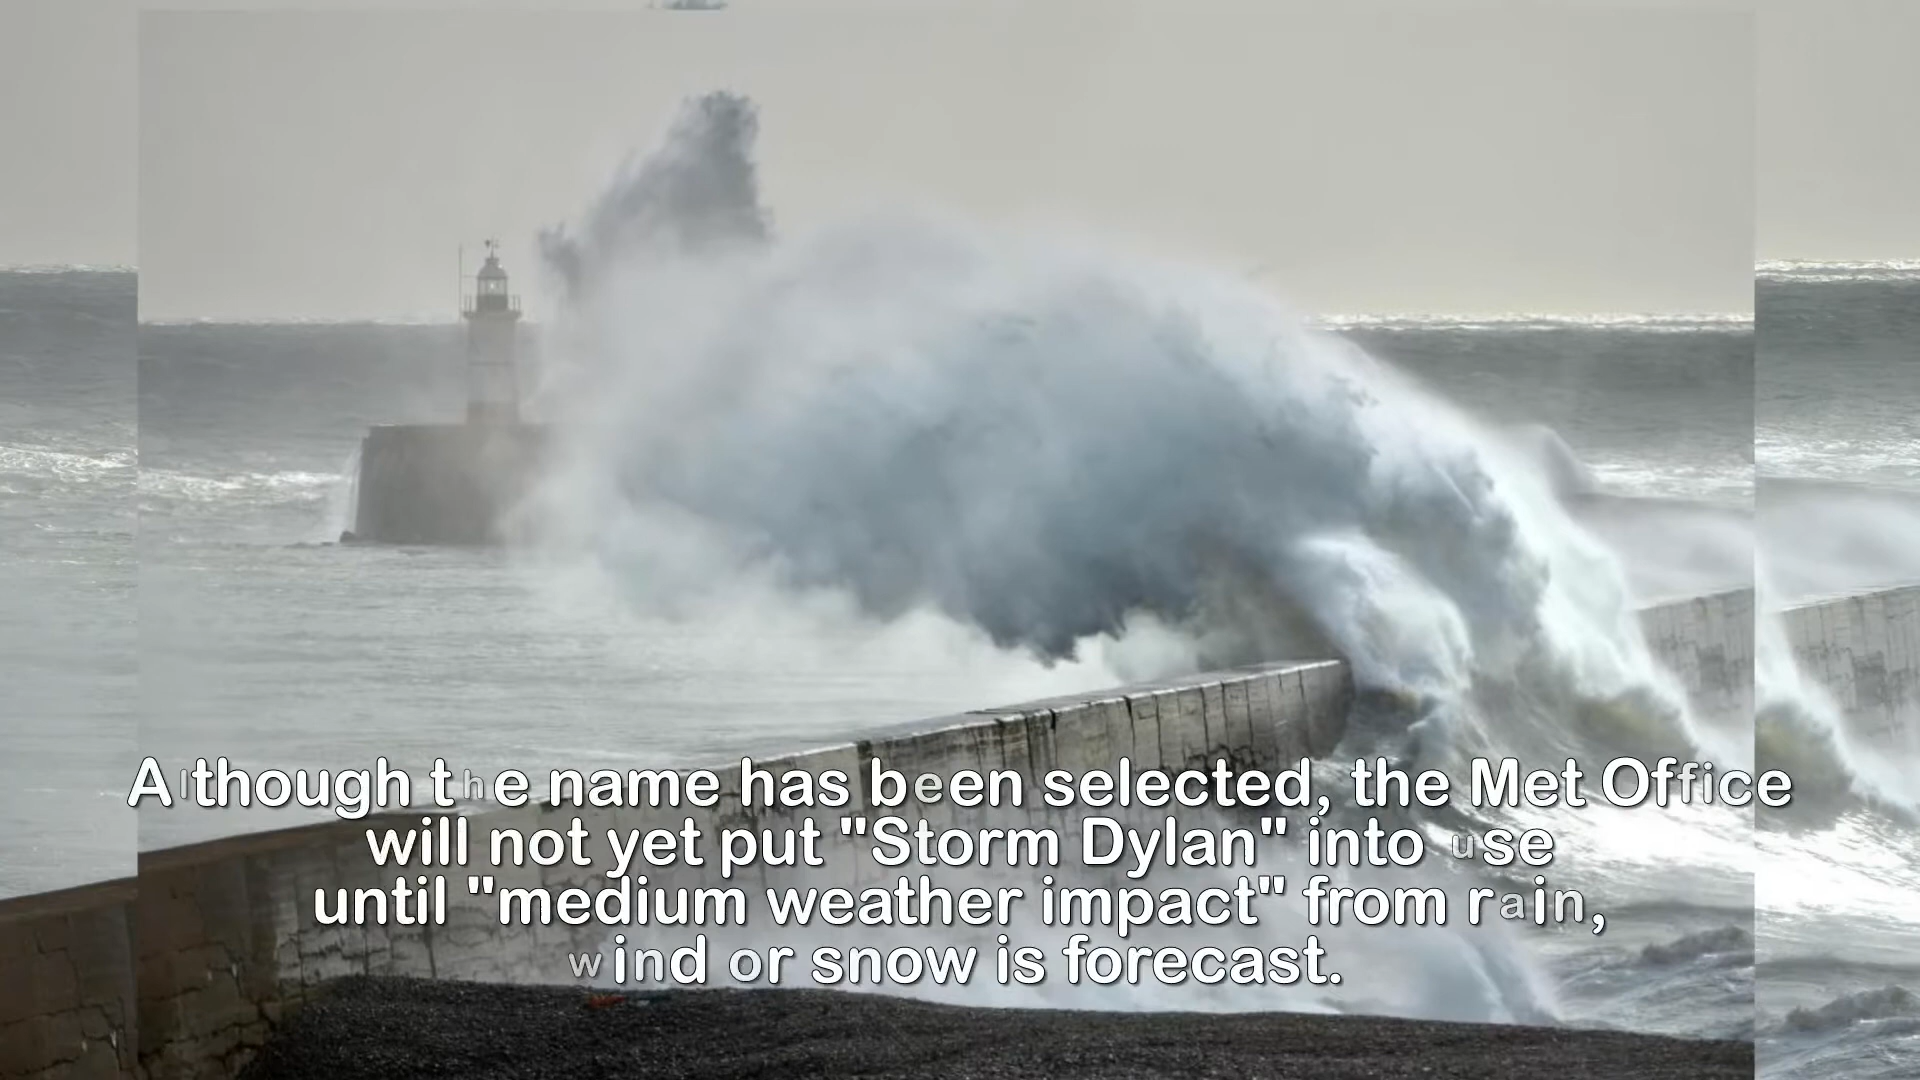 Although the name has been selected, the Met Office
will not yet put "Storm Dylan" into use
until "medium weather impact" from rain,
wind or snow is forecast.